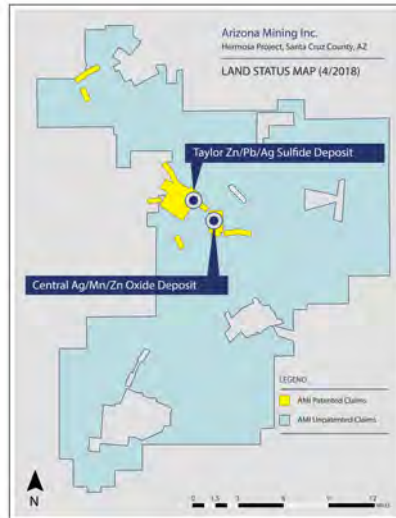 Arizona Mining Inc.
Hermosa Project, Santa Cruz County, AZ
LAND STATUS MAP (4/2018)
Taylor Zn/Pb/Ag Sulfide Deposit
Central Ag/Mn/Zn Oxide Deposit
LEGEND
AMI Patented Claims
AMI Unpatented Claims
N
0 1.5 3 6 9 12